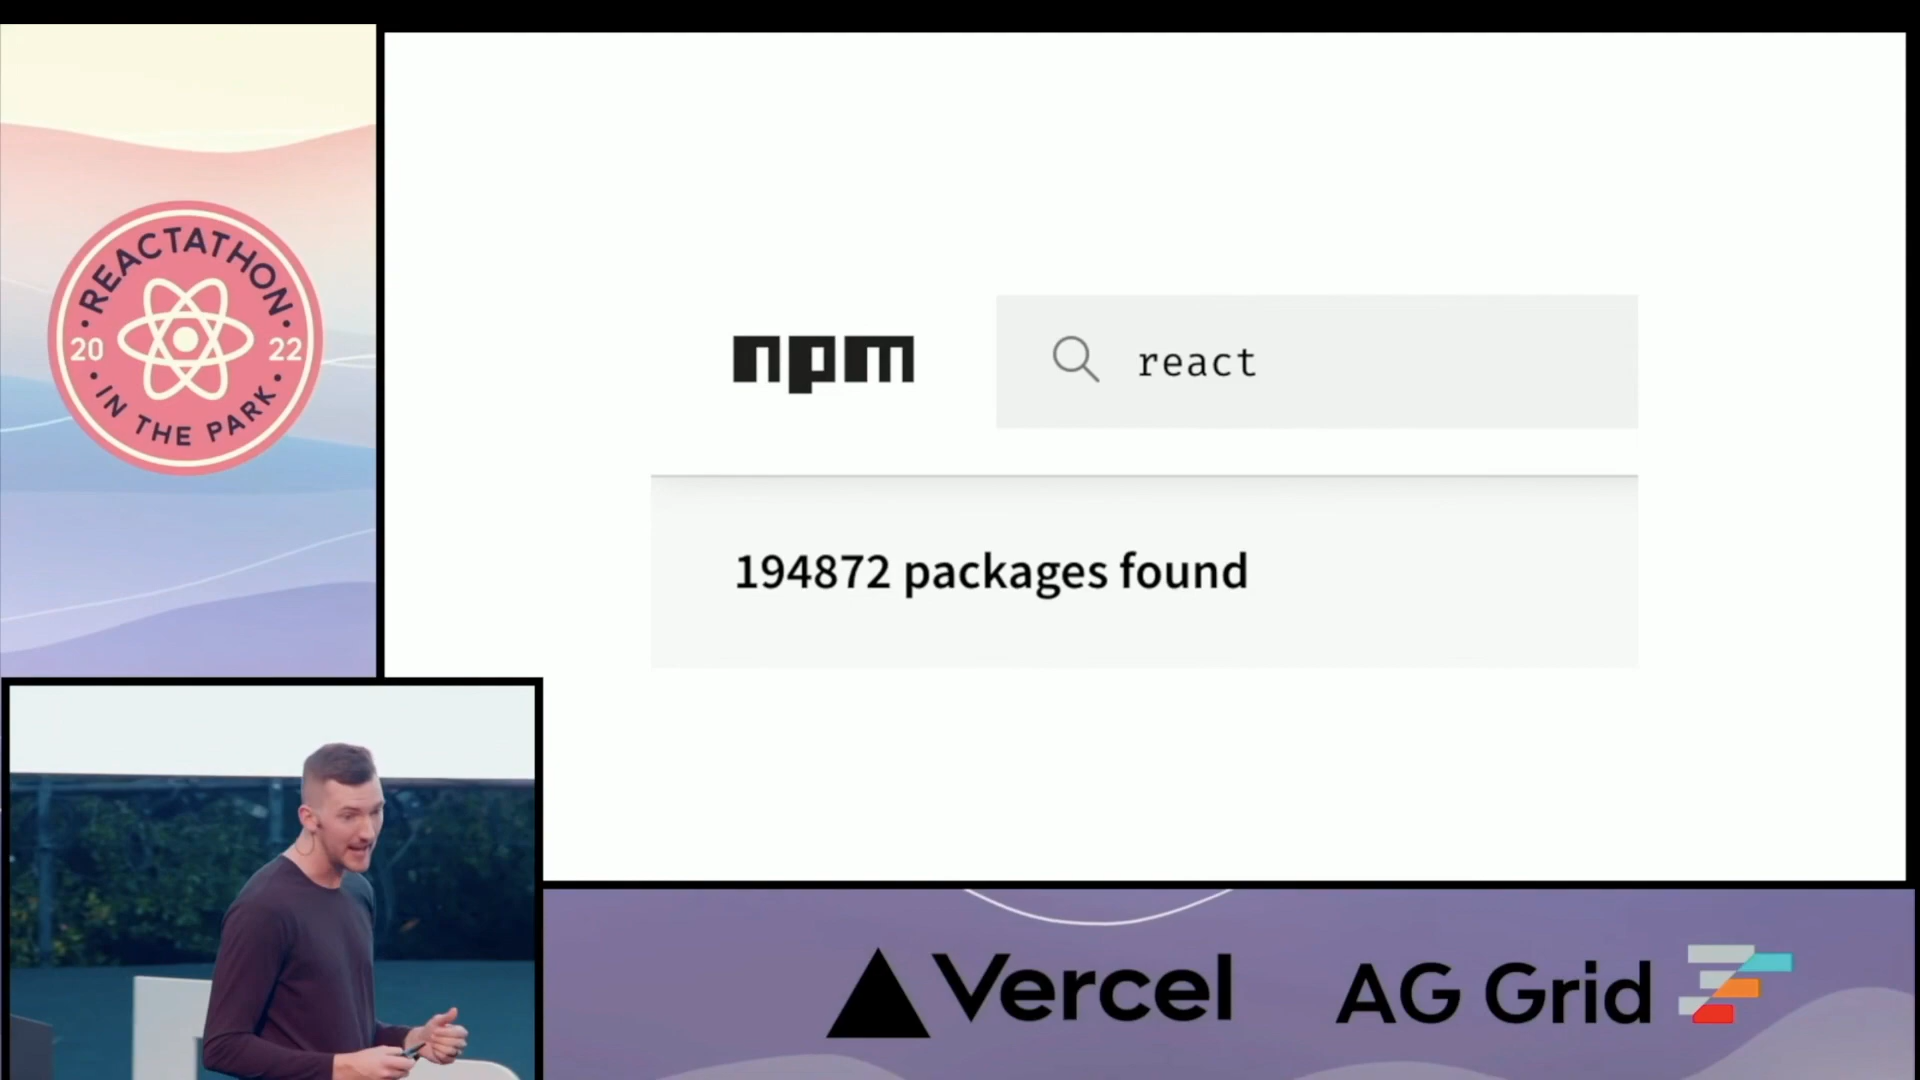 REACTATHON
20 22
IN THE PARK
npm
react
194872 packages found
Vercel
AG Grid